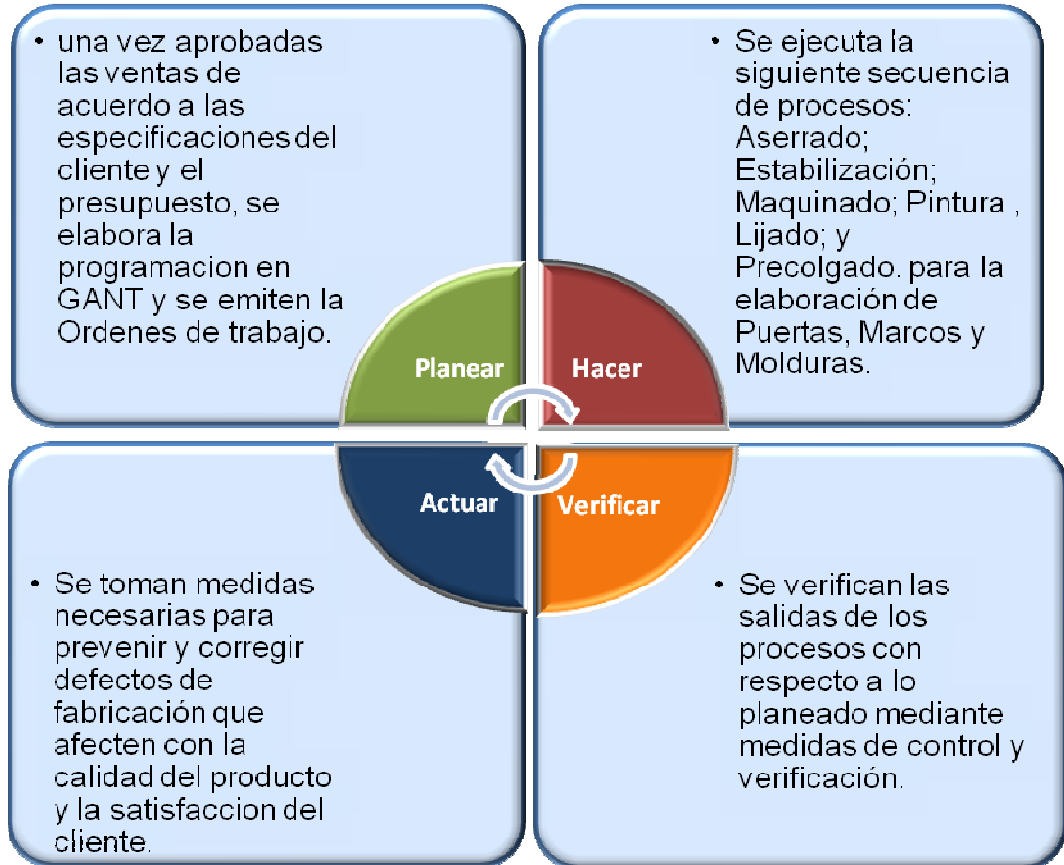 • una vez aprobadas
las ventas de
acuerdo a las
especificaciones del
cliente y el
presupuesto, se
elabora la
programacion en
GANT y se emiten la
Ordenes de trabajo.
• Se ejecuta la
siguiente secuencia
de procesos:
Aserrado;
Estabilización;
Maquinado; Pintura ,
Lijado; y
Precolgado. para la
elaboración de
Puertas, Marcos y
Molduras.
Planear
Hacer
Actuar
Verificar
• Se toman medidas
necesarias para
prevenir y corregir
defectos de
fabricación que
afecten con la
calidad del producto
y la satisfaccion del
cliente.
• Se verifican las
salidas de los
procesos con
respecto a lo
planeado mediante
medidas de control y
verificación.